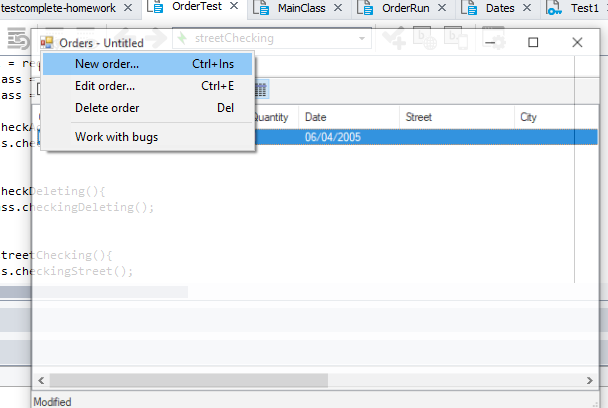 testcomplete-homework
OrderTest
MainClass
OrderRun
Dates
Test1
Orders - Untitled
streetChecking
New order... Ctrl+Ins
Edit order... Ctrl+E
Delete order Del
Work with bugs
Quantity Date Street City
06/04/2005
= re
ass =
ass =
heckA
s.che
heckDeleting(){
ass.checkingDeleting();
treetChecking(){
s.checkingStreet();
Modified